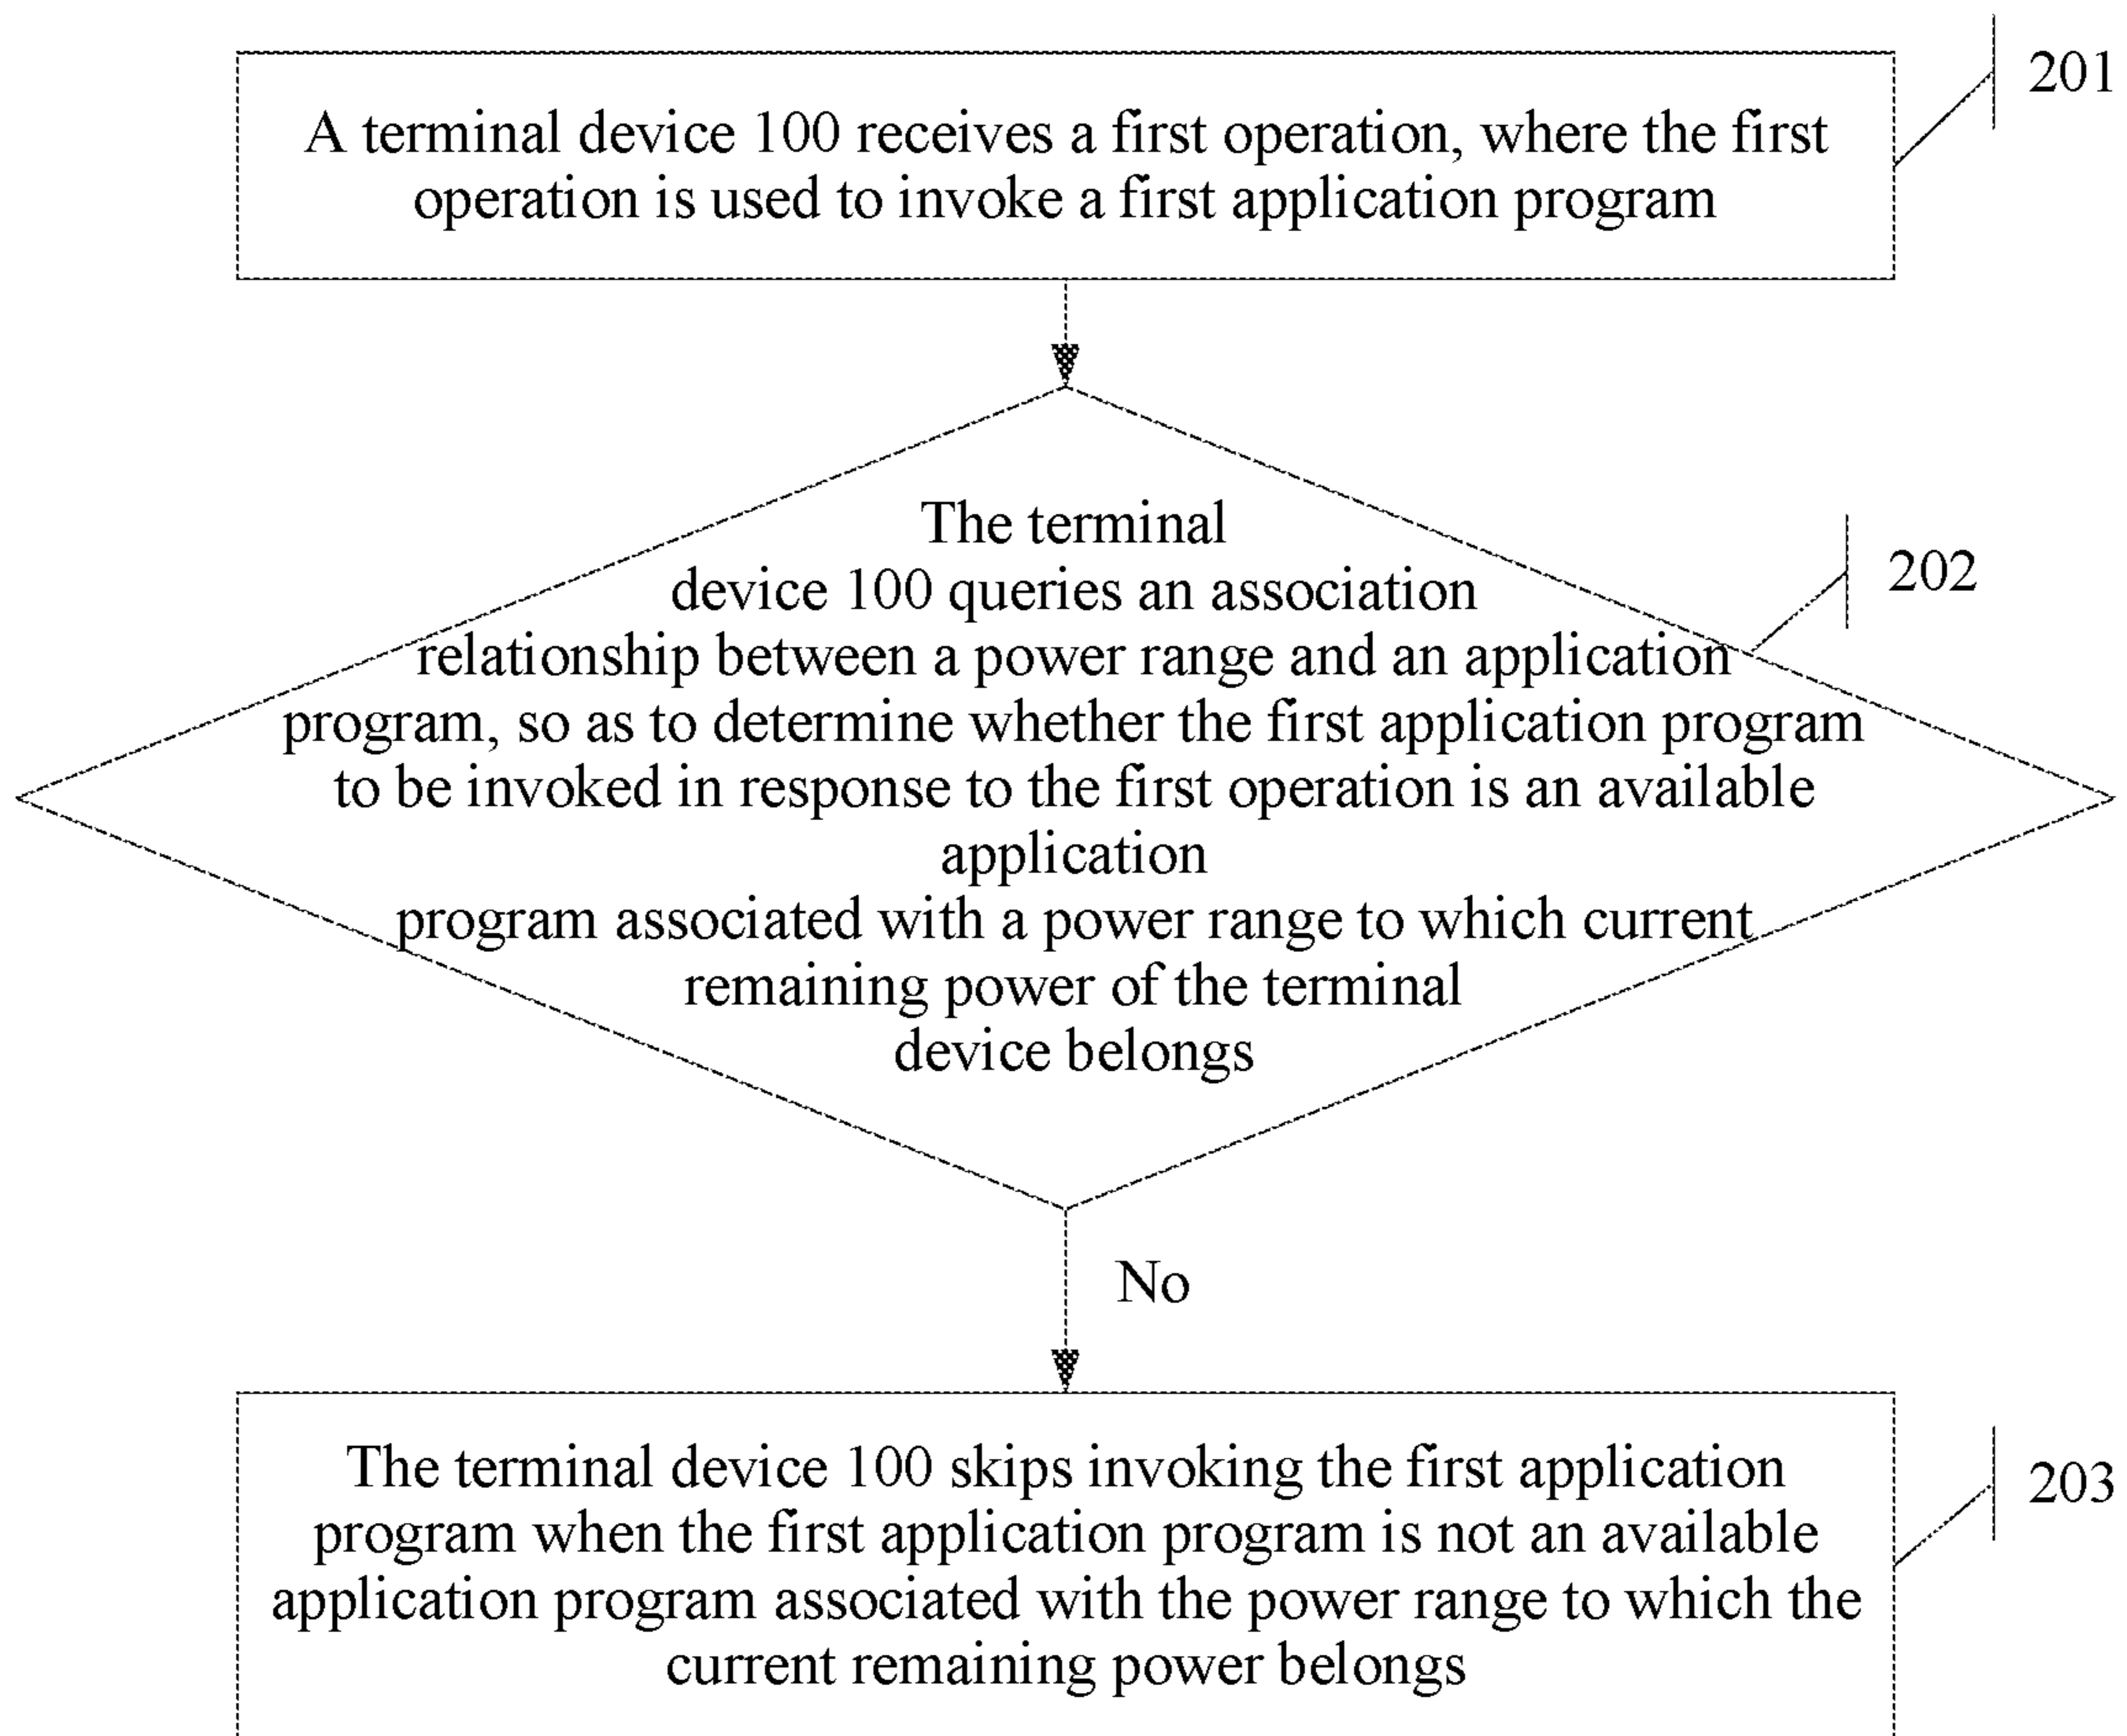 201
A terminal device 100 receives a first operation, where the first
operation is used to invoke a first application program
The terminal
device 100 queries an association
202
relationship between a power range and an application
program, so as to determine whether the first application program
to be invoked in response to the first operation is an available
application
program associated with a power range to which current
remaining power of the terminal
device belongs
No
The terminal device 100 skips invoking the first application
203
program when the first application program is not an available
application program associated with the power range to which the
current remaining power belongs